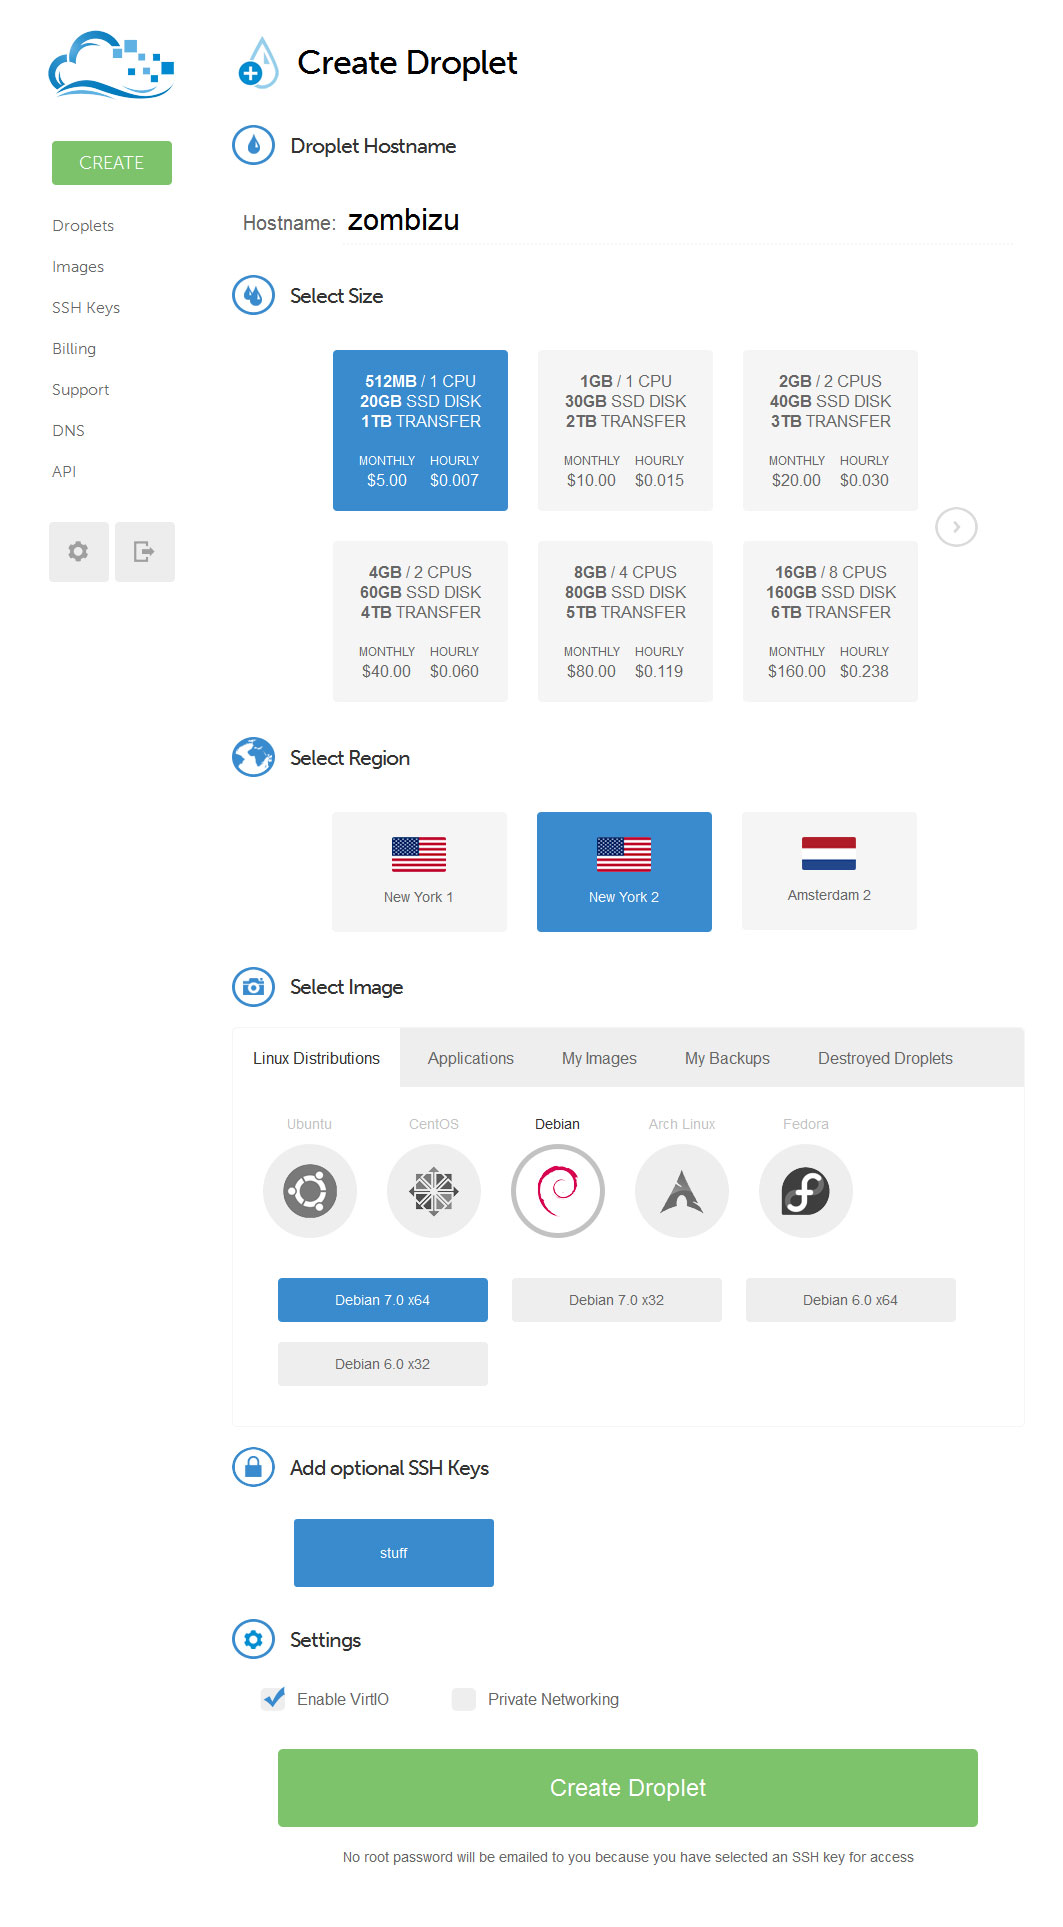 Create Droplet
CREATE
Droplets
Images
SSH Keys
Billing
Support
DNS
API
Droplet Hostname
Hostname: zombizu
Select Size
512MB / 1 CPU
20GB SSD DISK
1TB TRANSFER
MONTHLY HOURLY
$5.00 $0.007
1GB / 1 CPU
30GB SSD DISK
2TB TRANSFER
MONTHLY HOURLY
$10.00 $0.015
2GB / 2 CPUS
40GB SSD DISK
3TB TRANSFER
MONTHLY HOURLY
$20.00 $0.030
4GB / 2 CPUS
60GB SSD DISK
4TB TRANSFER
MONTHLY HOURLY
$40.00 $0.060
8GB / 4 CPUS
80GB SSD DISK
5TB TRANSFER
MONTHLY HOURLY
$80.00 $0.119
16GB / 8 CPUS
160GB SSD DISK
6TB TRANSFER
MONTHLY HOURLY
$160.00 $0.238
Select Region
New York 1
New York 2
Amsterdam 2
Select Image
Linux Distributions Applications My Images My Backups Destroyed Droplets
Ubuntu CentOS Debian Arch Linux Fedora
Debian 7.0 x64 Debian 7.0 x32 Debian 6.0 x64
Debian 6.0 x32
Add optional SSH Keys
stuff
Settings
Enable VirtIO Private Networking
Create Droplet
No root password will be emailed to you because you have selected an SSH key for access